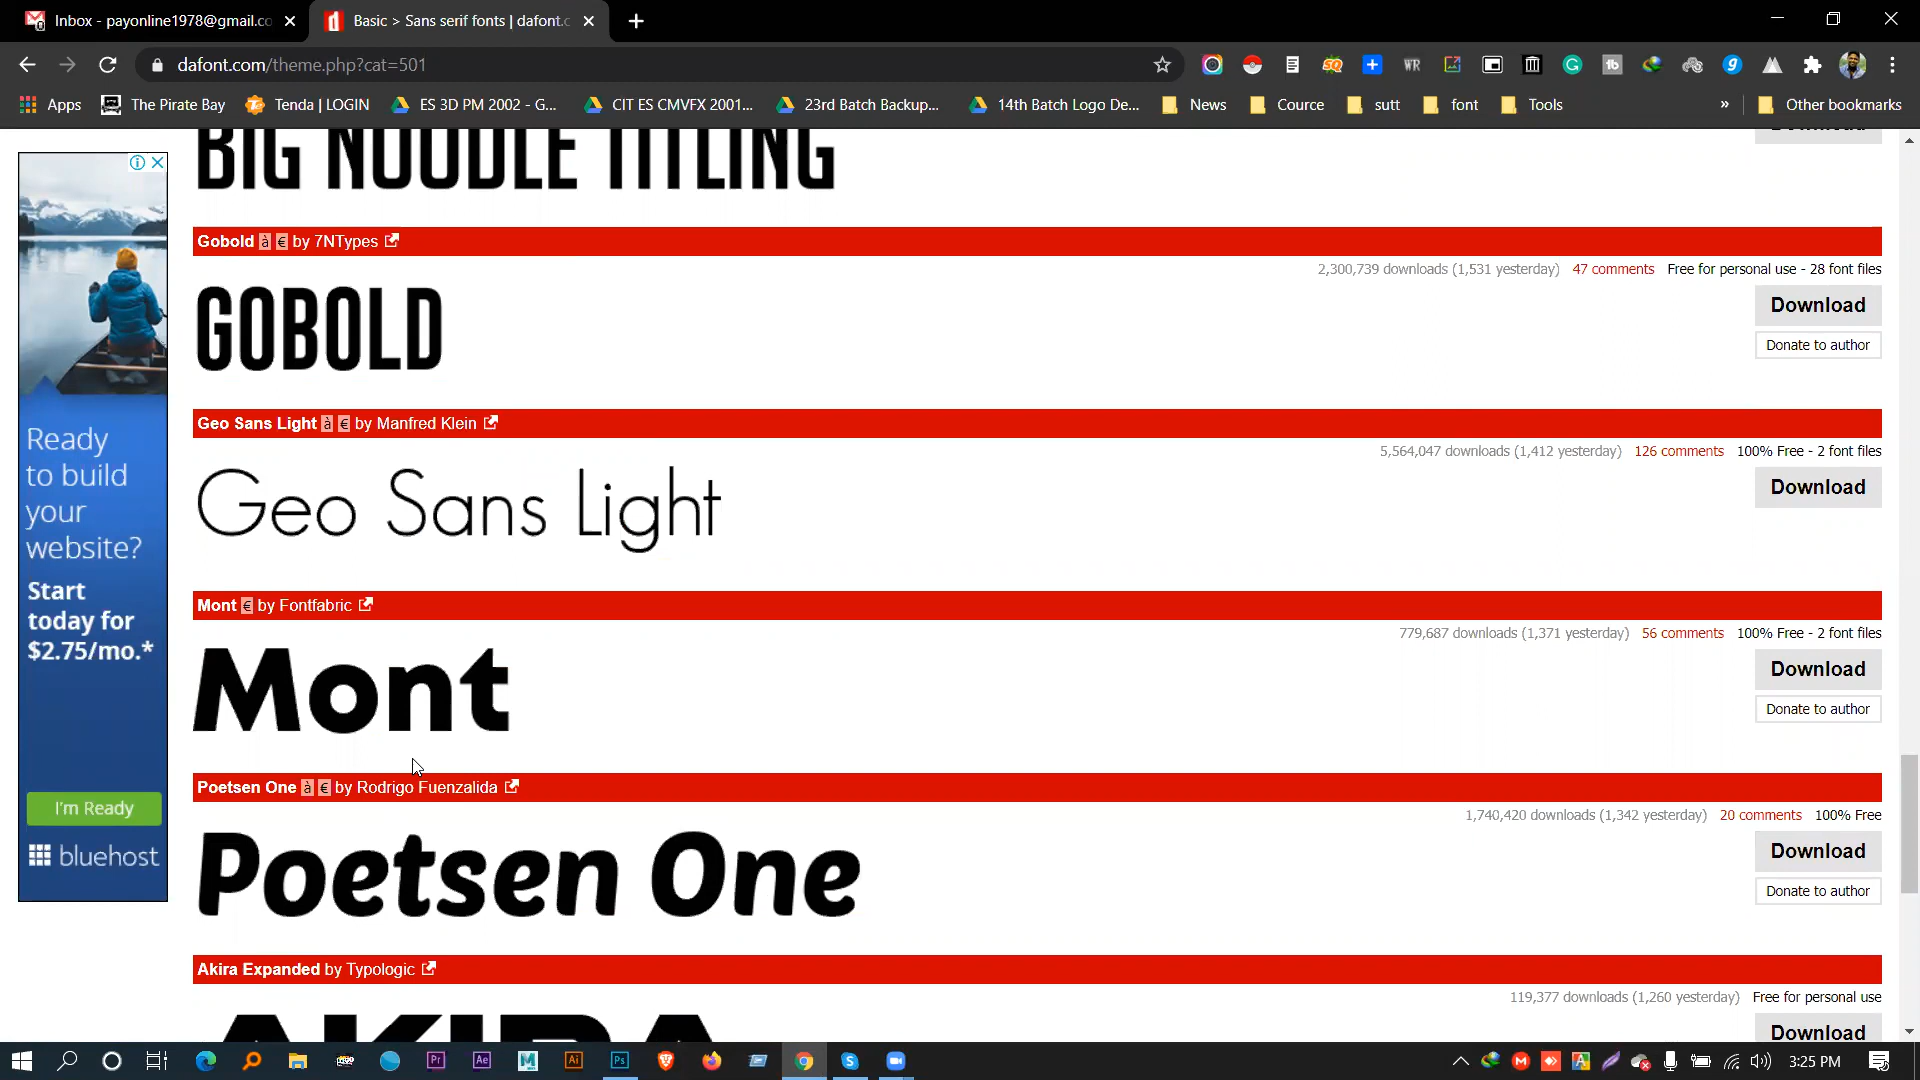 Inbox - payonline1978@gmail.co
Basic > Sans serif fonts | dafont.c
dafont.com/theme.php?cat=501
Apps
The Pirate Bay
Tenda | LOGIN
ES 3D PM 2002 - G...
CIT ES CMVFX 2001...
23rd Batch Backup...
14th Batch Logo De...
News
Cource
sutt
font
Tools
»
Other bookmarks
BIG NOODLE TITLING
Download
Gobold à € by 7NTypes
2,300,739 downloads (1,531 yesterday) 47 comments Free for personal use - 28 font files
GOBOLD
Download
Donate to author
Geo Sans Light à € by Manfred Klein
5,564,047 downloads (1,412 yesterday) 126 comments 100% Free - 2 font files
Geo Sans Light
Download
Mont € by Fontfabric
779,687 downloads (1,371 yesterday) 56 comments 100% Free - 2 font files
Mont
Download
Donate to author
Poetsen One à € by Rodrigo Fuenzalida
1,740,420 downloads (1,342 yesterday) 20 comments 100% Free
Poetsen One
Download
Donate to author
Akira Expanded by Typologic
119,377 downloads (1,260 yesterday) Free for personal use
AKIRA
Download
Ready
to build
your
website?
Start
today for
$2.75/mo.*
I'm Ready
bluehost
3:25 PM